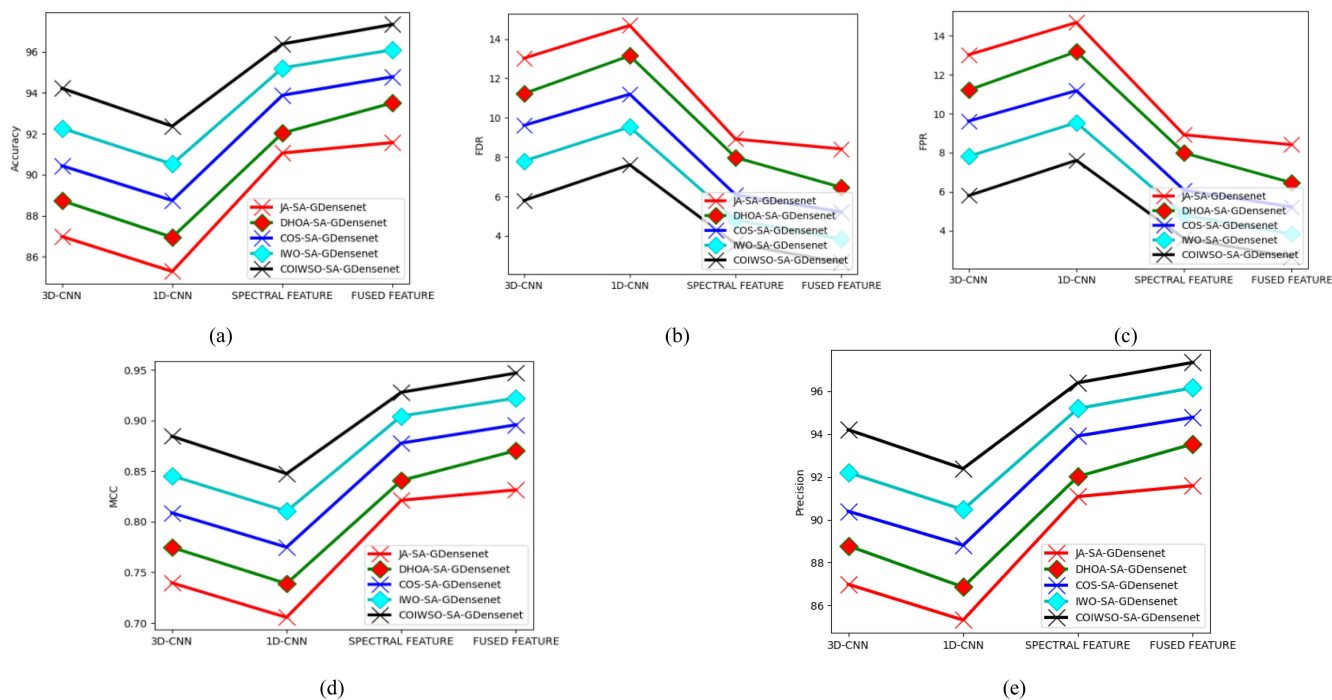 96
94
92
90
88
86
Accuracy
3D-CNN
1D-CNN
SPECTRAL FEATURE
FUSED FEATURE
JA-SA-GDensenet
DHOA-SA-GDensenet
COS-SA-GDensenet
IWO-SA-GDensenet
COIWSO-SA-GDensenet
(a)
14
12
10
8
6
4
FDR
3D-CNN
1D-CNN
SPECTRAL FEATURE
FUSED FEATURE
JA-SA-GDensenet
DHOA-SA-GDensenet
COS-SA-GDensenet
IWO-SA-GDensenet
COIWSO-SA-GDensenet
(b)
14
12
10
8
6
4
FPR
3D-CNN
1D-CNN
SPECTRAL FEATURE
FUSED FEATURE
JA-SA-GDensenet
DHOA-SA-GDensenet
COS-SA-GDensenet
IWO-SA-GDensenet
COIWSO-SA-GDensenet
(c)
0.95
0.90
0.85
0.80
0.75
0.70
MCC
3D-CNN
1D-CNN
SPECTRAL FEATURE
FUSED FEATURE
JA-SA-GDensenet
DHOA-SA-GDensenet
COS-SA-GDensenet
IWO-SA-GDensenet
COIWSO-SA-GDensenet
(d)
96
94
92
90
88
86
Precision
3D-CNN
1D-CNN
SPECTRAL FEATURE
FUSED FEATURE
JA-SA-GDensenet
DHOA-SA-GDensenet
COS-SA-GDensenet
IWO-SA-GDensenet
COIWSO-SA-GDensenet
(e)